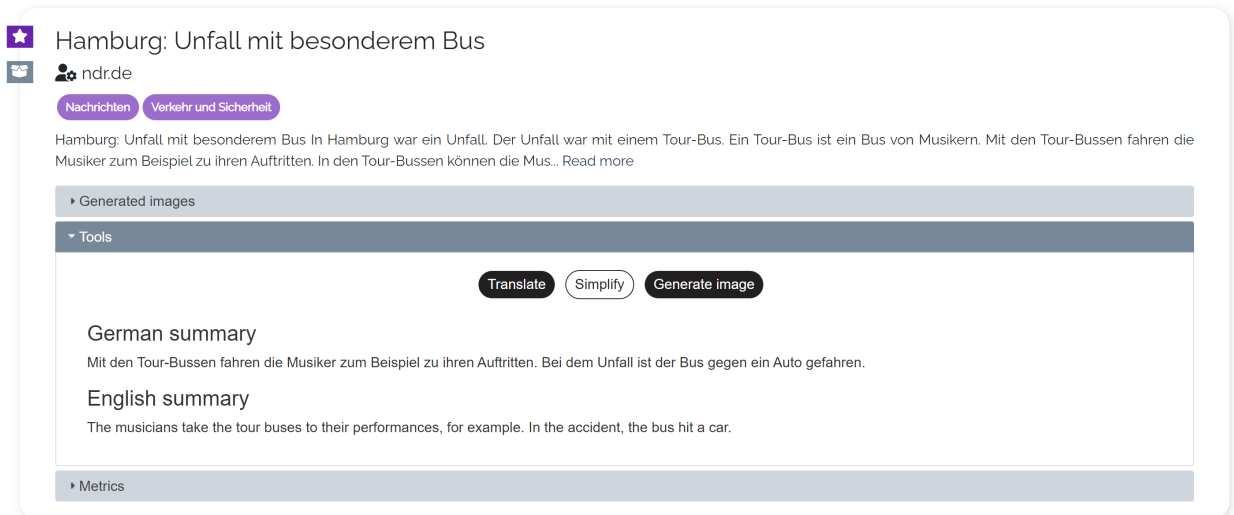 Hamburg: Unfall mit besonderem Bus
ndr.de
Nachrichten Verkehr und Sicherheit
Hamburg: Unfall mit besonderem Bus In Hamburg war ein Unfall. Der Unfall war mit einem Tour-Bus. Ein Tour-Bus ist ein Bus von Musikern. Mit den Tour-Bussen fahren die
Musiker zum Beispiel zu ihren Auftritten. In den Tour-Bussen können die Mus... Read more
Generated images
Tools
Translate Simplify Generate image
German summary
Mit den Tour-Bussen fahren die Musiker zum Beispiel zu ihren Auftritten. Bei dem Unfall ist der Bus gegen ein Auto gefahren.
English summary
The musicians take the tour buses to their performances, for example. In the accident, the bus hit a car.
Metrics